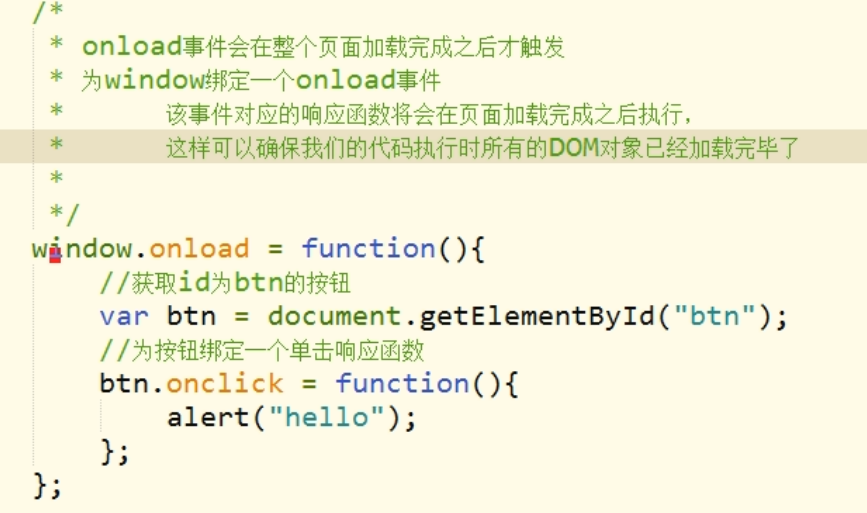 /*
 * onload事件会在整个页面加载完成之后才触发
 * 为window绑定一个onload事件
 *      该事件对应的响应函数将会在页面加载完成之后执行，
 *      这样可以确保我们的代码执行时所有的DOM对象已经加载完毕了
 *
 */
window.onload = function(){
    //获取id为btn的按钮
    var btn = document.getElementById("btn");
    //为按钮绑定一个单击响应函数
    btn.onclick = function(){
        alert("hello");
    };
};